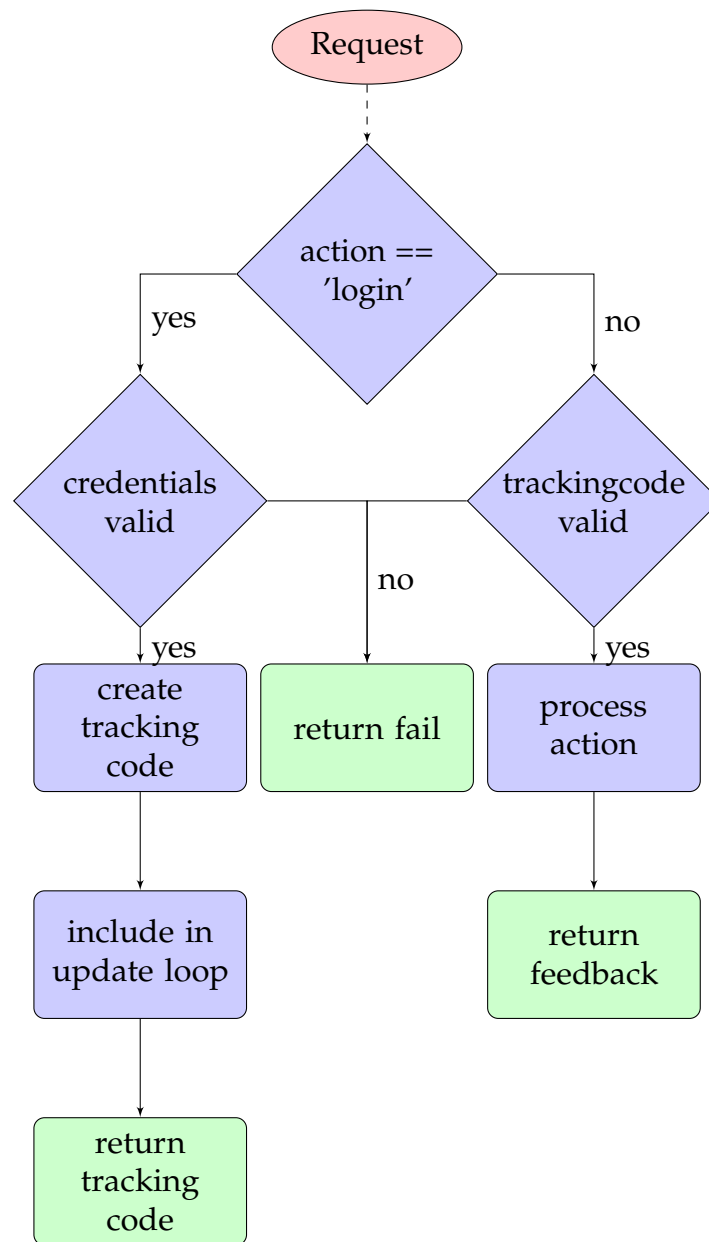 Request
action ==
’login’
yes
no
credentials
valid
trackingcode
valid
no
yes
yes
create
tracking
code
return fail
process
action
include in
update loop
return
feedback
return
tracking
code